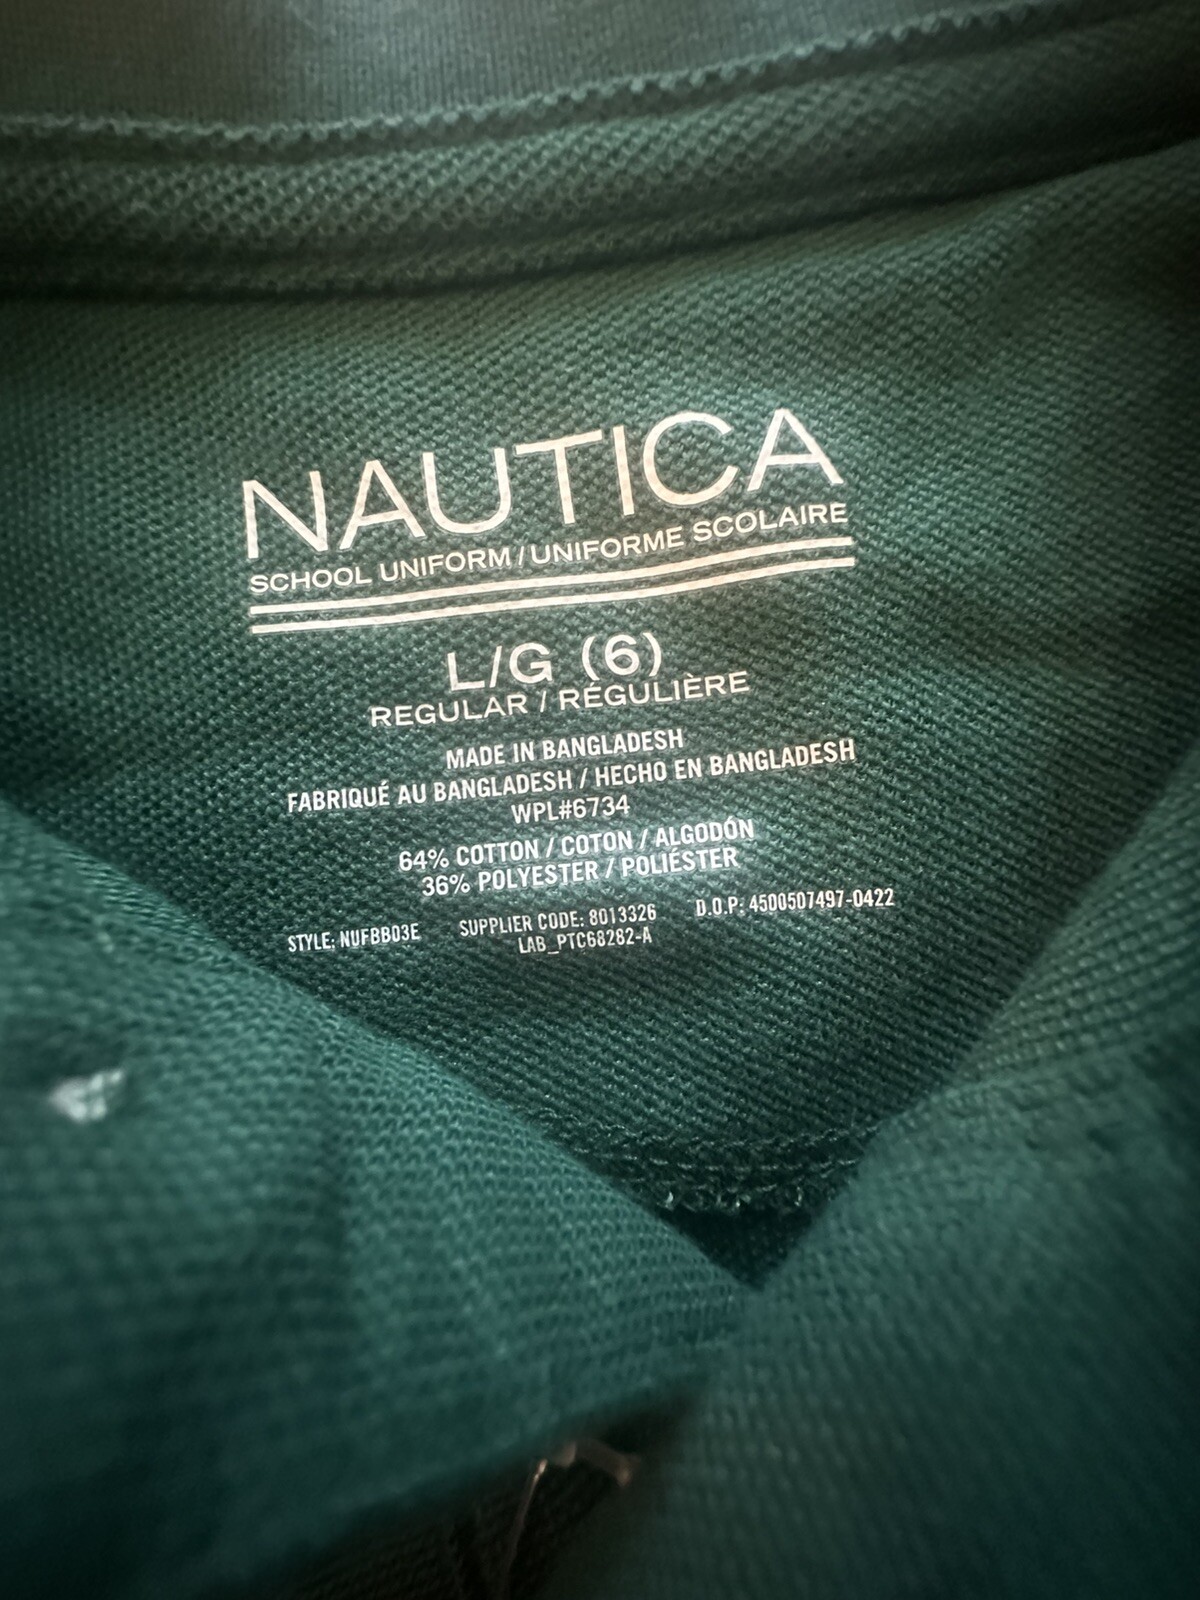 NAUTICA
SCHOOL UNIFORM / UNIFORME SCOLAIRE
L/G (6)
REGULAR / RÉGULIÈRE
MADE IN BANGLADESH
FABRIQUÉ AU BANGLADESH / HECHO EN BANGLADESH
WPL#6734
64% COTTON / COTON / ALGODÓN
36% POLYESTER / POLIÉSTER
STYLE: NUFBB03E SUPPLIER CODE: 8013326 D.O.P: 4500507497-0422
LAB_PTC68282-A